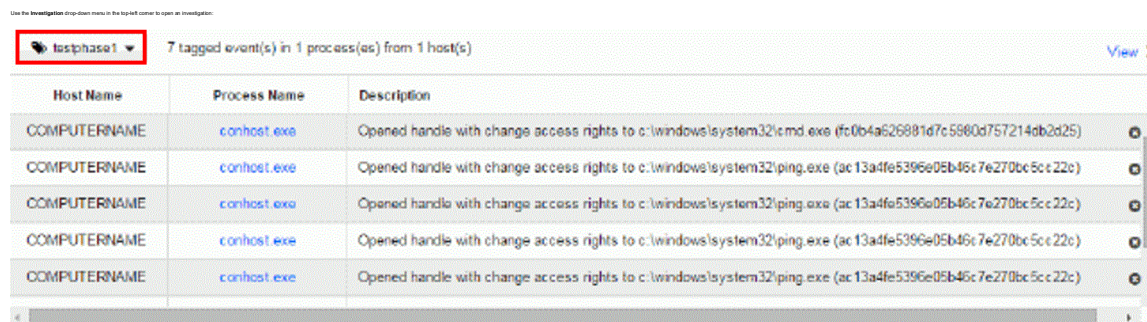 Use the Investigation drop-down menu in the top-left corner to open an investigation:
testphase1 7 tagged event(s) in 1 process(es) from 1 host(s)
View
Host Name Process Name Description
COMPUTERNAME conhost.exe Opened handle with change access rights to c:\windows\system32\cmd.exe (fc0b4a626881d7c5980d757214db2d25)
COMPUTERNAME conhost.exe Opened handle with change access rights to c:\windows\system32\ping.exe (ac13a4fe5396e05b46c7e270bc5cc22c)
COMPUTERNAME conhost.exe Opened handle with change access rights to c:\windows\system32\ping.exe (ac13a4fe5396e05b46c7e270bc5cc22c)
COMPUTERNAME conhost.exe Opened handle with change access rights to c:\windows\system32\ping.exe (ac13a4fe5396e05b46c7e270bc5cc22c)
COMPUTERNAME conhost.exe Opened handle with change access rights to c:\windows\system32\ping.exe (ac13a4fe5396e05b46c7e270bc5cc22c)